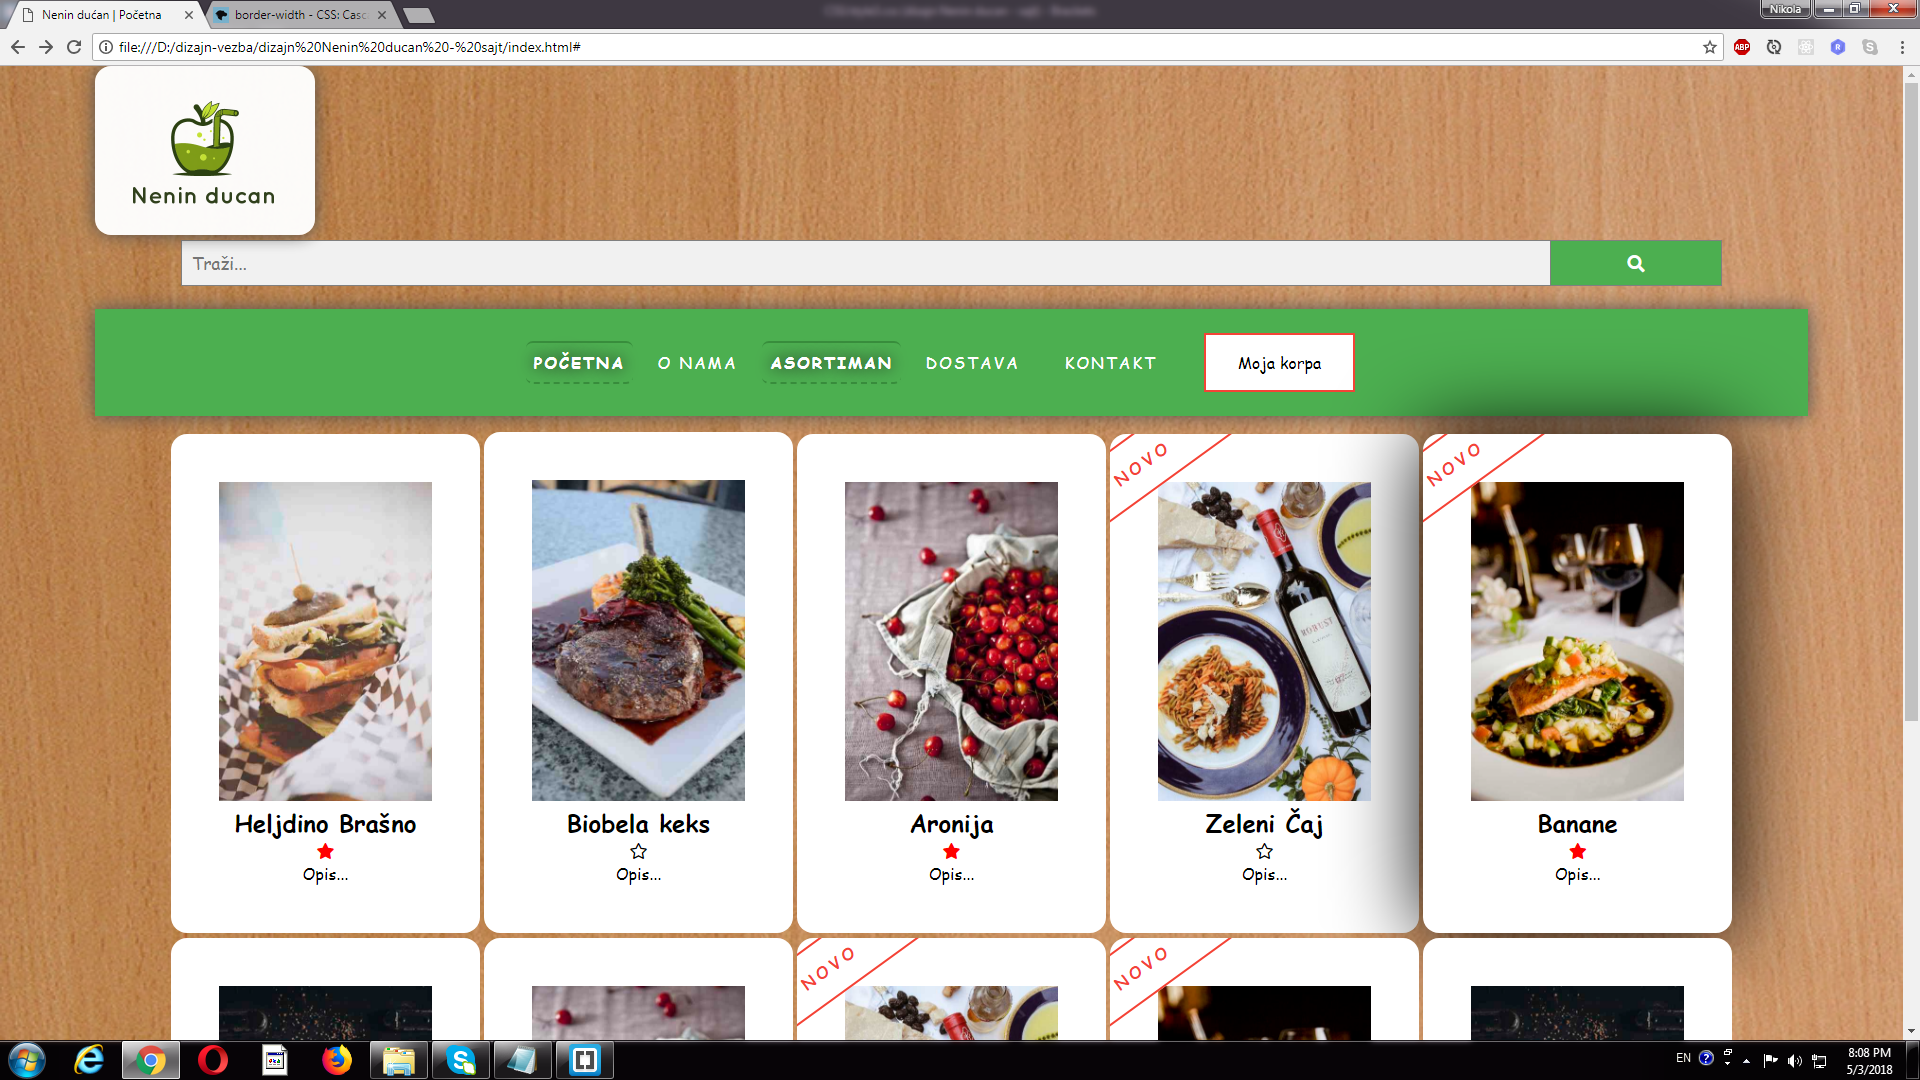 Nenin dućan | Početna
border-width - CSS: Casc
Nikola
file:///D:/dizajn-vezba/dizajn%20Nenin%20ducan%20-%20sajt/index.html#
ABP
R
S
Nenin ducan
Traži...
POČETNA O NAMA ASORTIMAN DOSTAVA KONTAKT Moja korpa
NOVO
NOVO
ROBUST
Heljdino Brašno
Opis...
Biobela keks
Opis...
Aronija
Opis...
Zeleni Čaj
Opis...
Banane
Opis...
NOVO
NOVO
EN
8:08 PM
5/3/2018